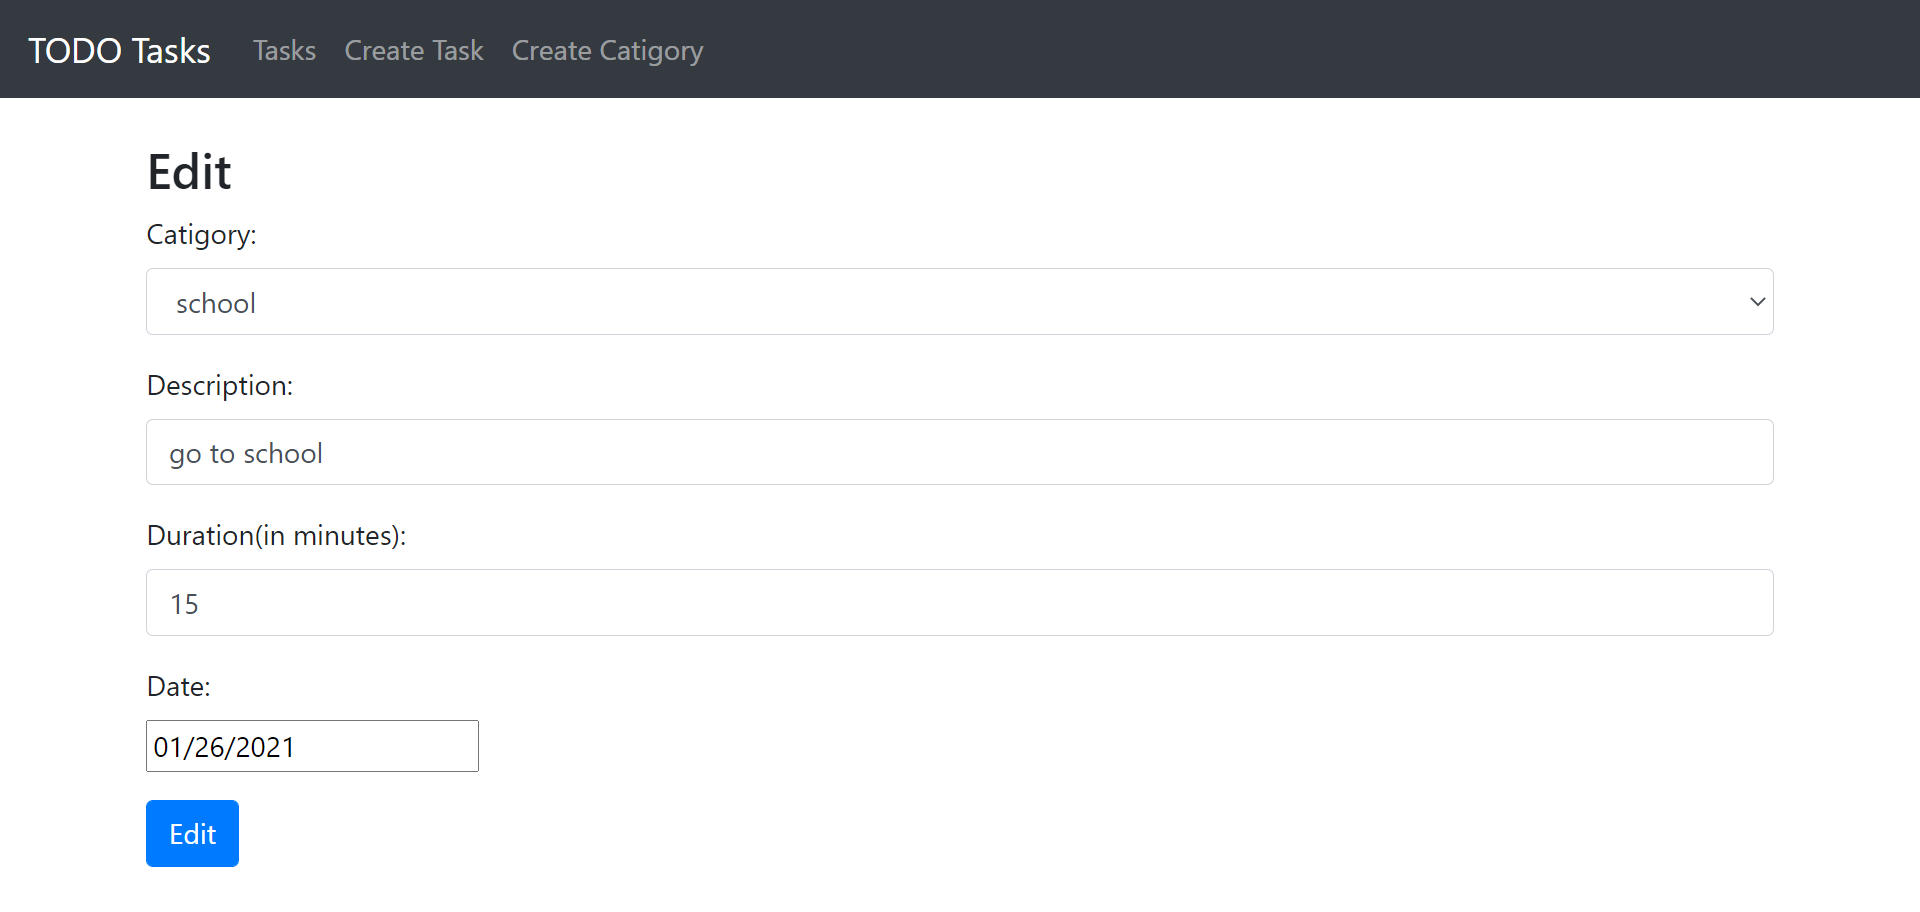 TODO Tasks Tasks Create Task Create Catigory
Edit
Catigory:
school
Description:
go to school
Duration(in minutes):
15
Date:
01/26/2021
Edit